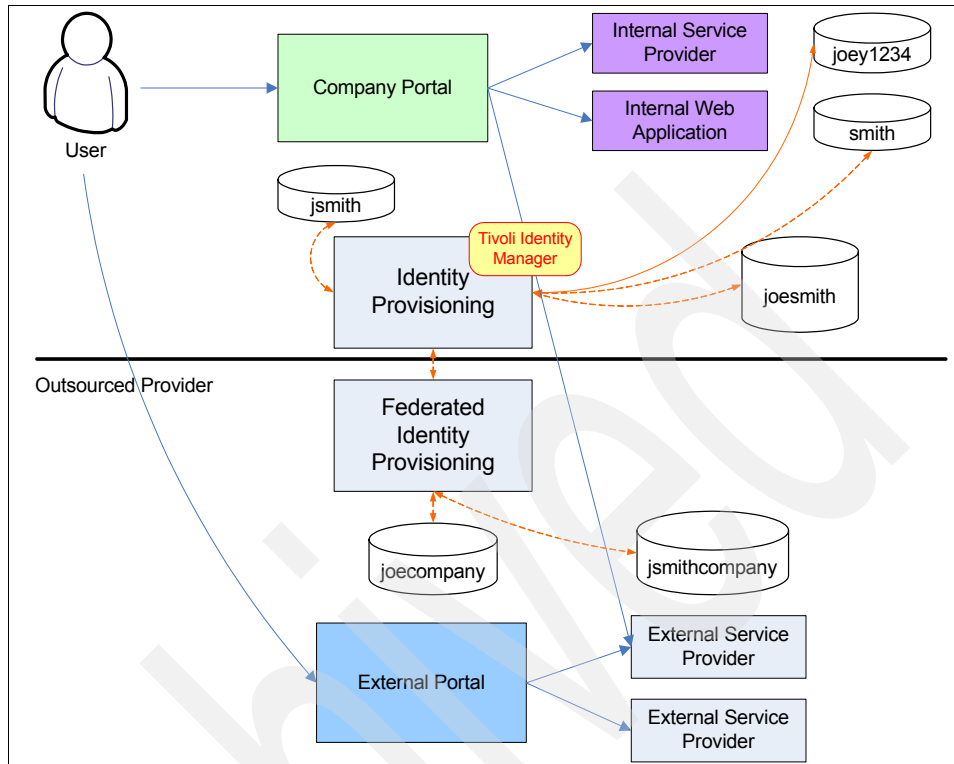 Internal Service
Provider
joey1234
Company Portal
Internal Web
Application
smith
User
jsmith
Tivoli Identity
Manager
Identity
Provisioning
joesmith
Outsourced Provider
Federated
Identity
Provisioning
joecompany
jsmithcompany
External Service
Provider
External Portal
External Service
Provider